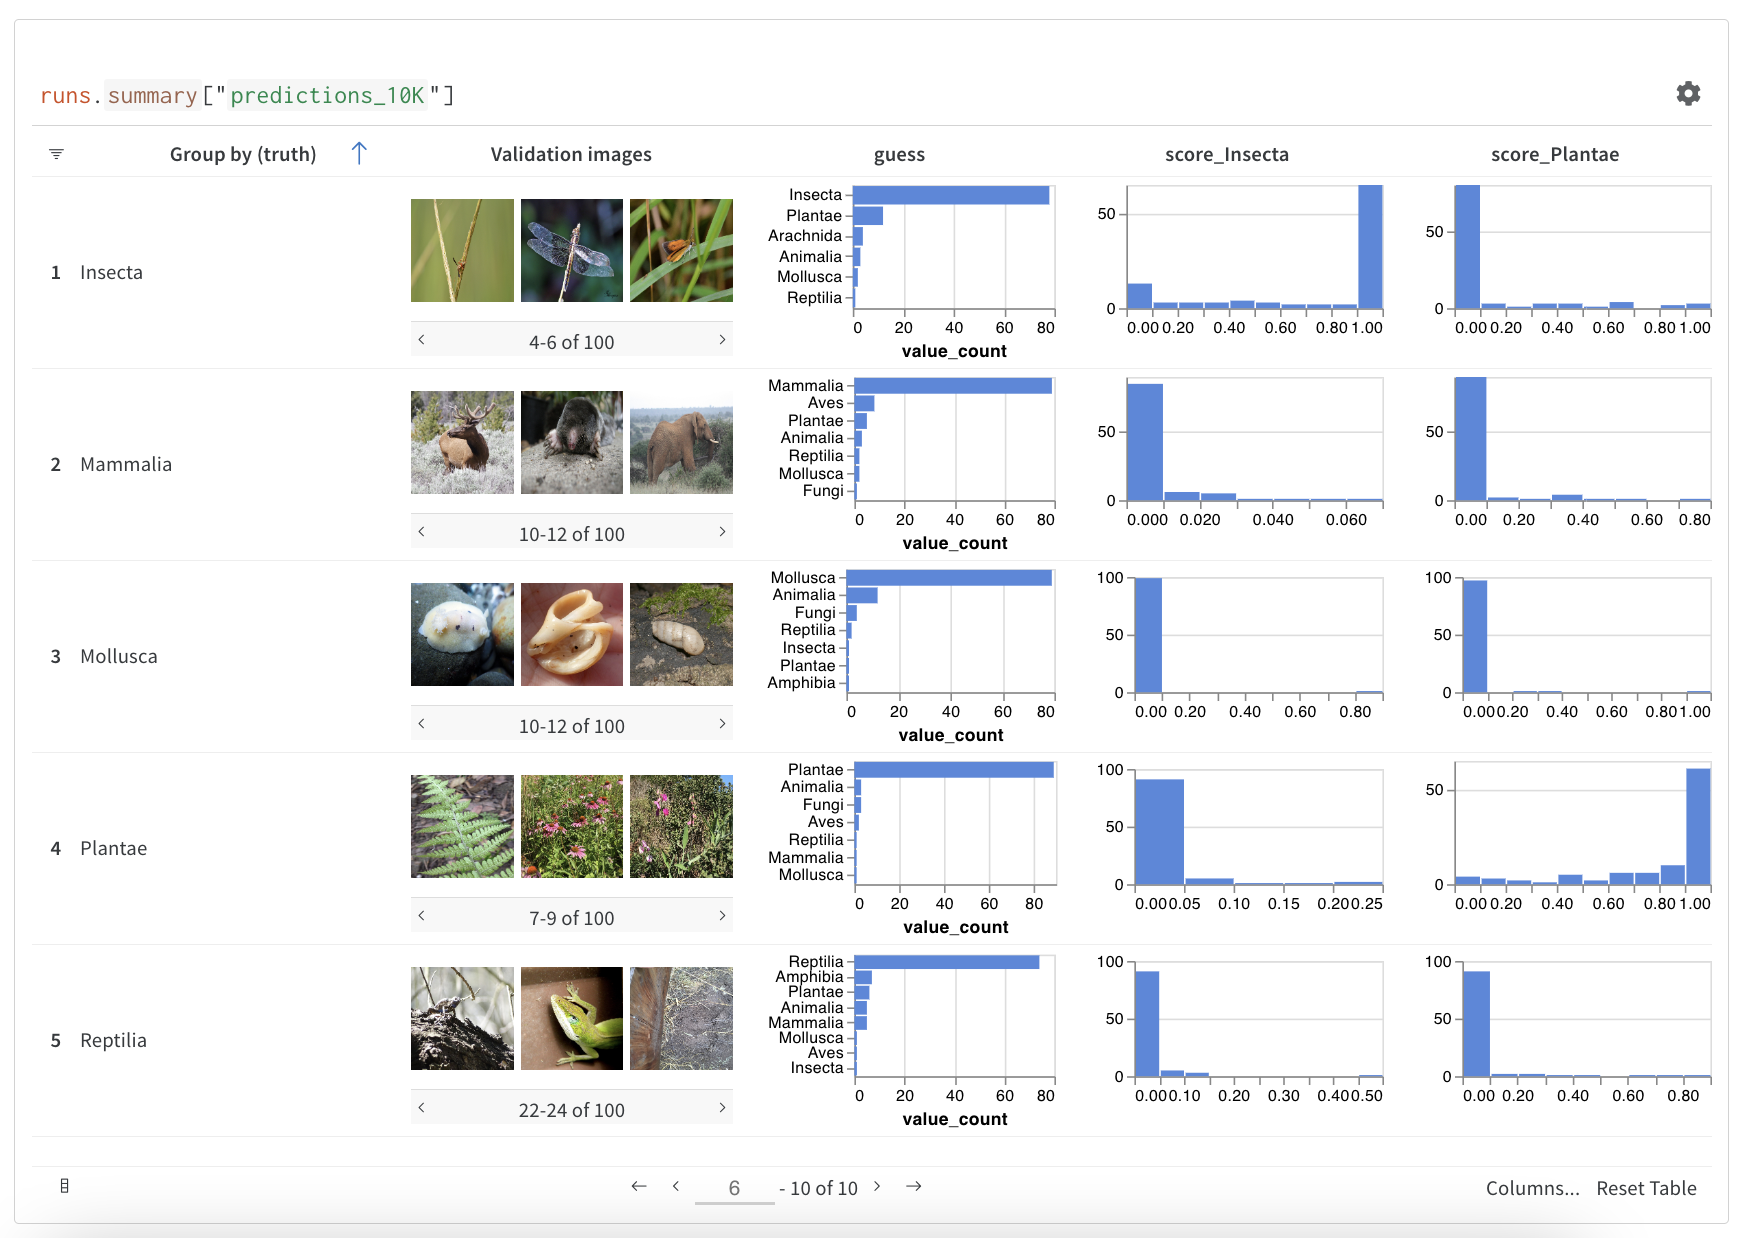 runs.summary["predictions_10K"]
Group by (truth) Validation images guess score_Insecta score_Plantae
1 Insecta
4-6 of 100
Insecta
Plantae
Arachnida
Animalia
Mollusca
Reptilia
0 20 40 60 80
value_count
50
0
0.00 0.20 0.40 0.60 0.80 1.00
50
0
0.00 0.20 0.40 0.60 0.80 1.00
2 Mammalia
10-12 of 100
Mammalia
Aves
Plantae
Animalia
Reptilia
Mollusca
Fungi
0 20 40 60 80
value_count
50
0
0.000 0.020 0.040 0.060
50
0
0.00 0.20 0.40 0.60 0.80
3 Mollusca
10-12 of 100
Mollusca
Animalia
Fungi
Reptilia
Insecta
Plantae
Amphibia
0 20 40 60 80
value_count
100
50
0
0.00 0.20 0.40 0.60 0.80
100
50
0
0.00 0.20 0.40 0.60 0.80 1.00
4 Plantae
7-9 of 100
Plantae
Animalia
Fungi
Aves
Reptilia
Mammalia
Mollusca
0 20 40 60 80
value_count
100
50
0
0.00 0.05 0.10 0.15 0.20 0.25
50
0
0.00 0.20 0.40 0.60 0.80 1.00
5 Reptilia
22-24 of 100
Reptilia
Amphibia
Plantae
Animalia
Mammalia
Mollusca
Aves
Insecta
0 20 40 60 80
value_count
100
50
0
0.00 0.10 0.20 0.30 0.40 0.50
100
50
0
0.00 0.20 0.40 0.60 0.80
6 - 10 of 10
Columns... Reset Table